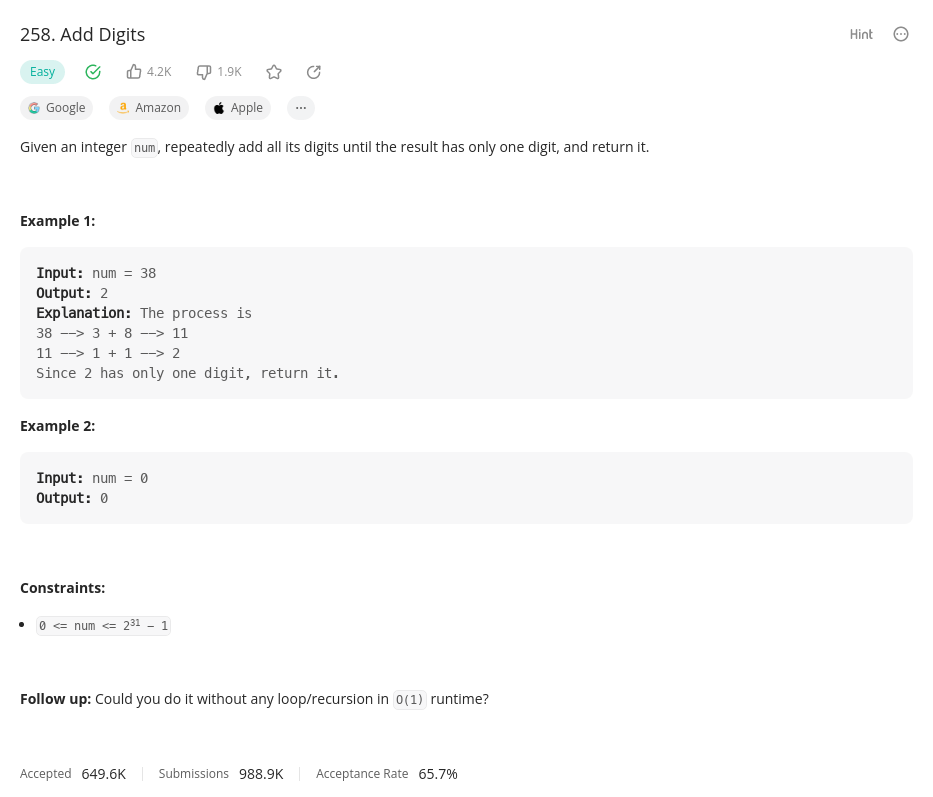 258. Add Digits
Hint
Easy 4.2K 1.9K
Google Amazon Apple ...
Given an integer num, repeatedly add all its digits until the result has only one digit, and return it.
Example 1:
Input: num = 38
Output: 2
Explanation: The process is
38 --> 3 + 8 --> 11
11 --> 1 + 1 --> 2
Since 2 has only one digit, return it.
Example 2:
Input: num = 0
Output: 0
Constraints:
• 0 <= num <= 2³¹ - 1
Follow up: Could you do it without any loop/recursion in O(1) runtime?
Accepted 649.6K Submissions 988.9K Acceptance Rate 65.7%